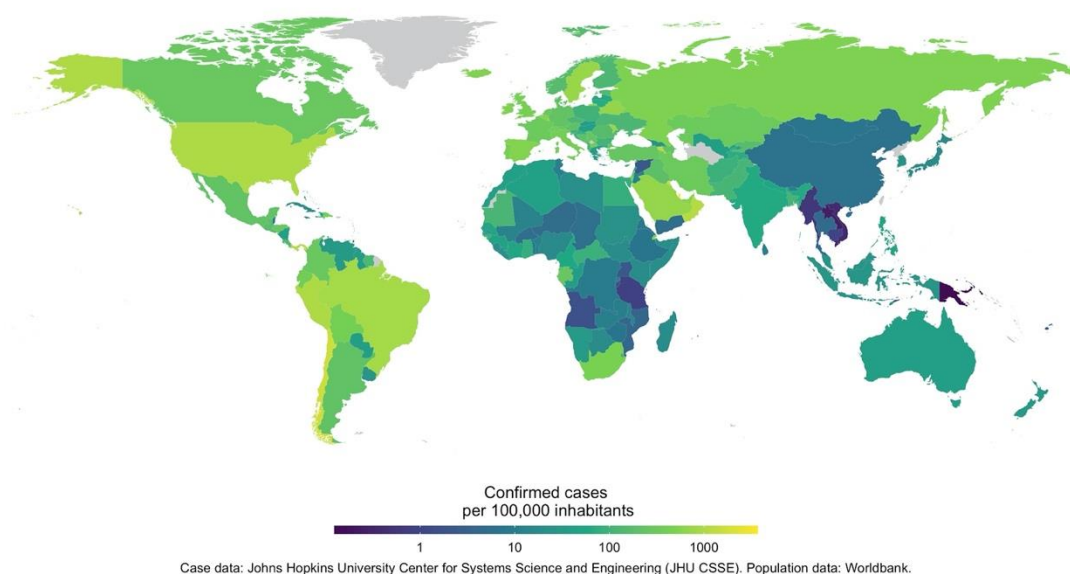 Confirmed cases
per 100,000 inhabitants
1 10 100 1000
Case data: Johns Hopkins University Center for Systems Science and Engineering (JHU CSSE). Population data: Worldbank.